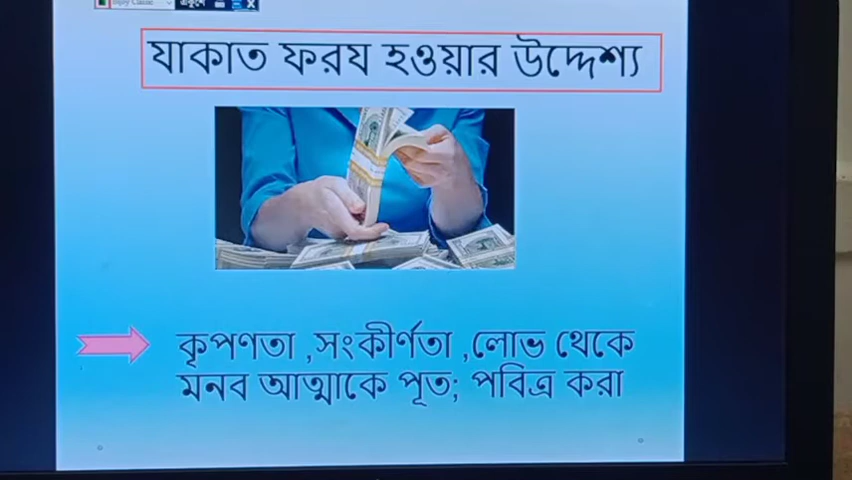 যাকাত ফরয হওয়ার উদ্দেশ্য
কৃপণতা ,সংকীর্ণতা ,লোভ থেকে
মনব আত্মাকে পূত; পবিত্র করা